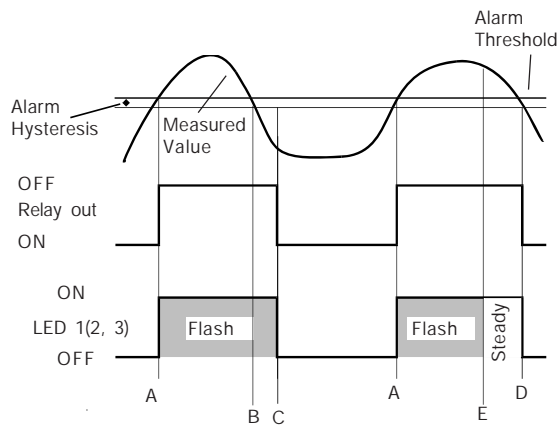 Alarm
Threshold
Alarm
Hysteresis
Measured
Value
OFF
Relay out
ON
ON
LED 1(2, 3)
Flash
Flash
Steady
OFF
A
B
C
A
E
D